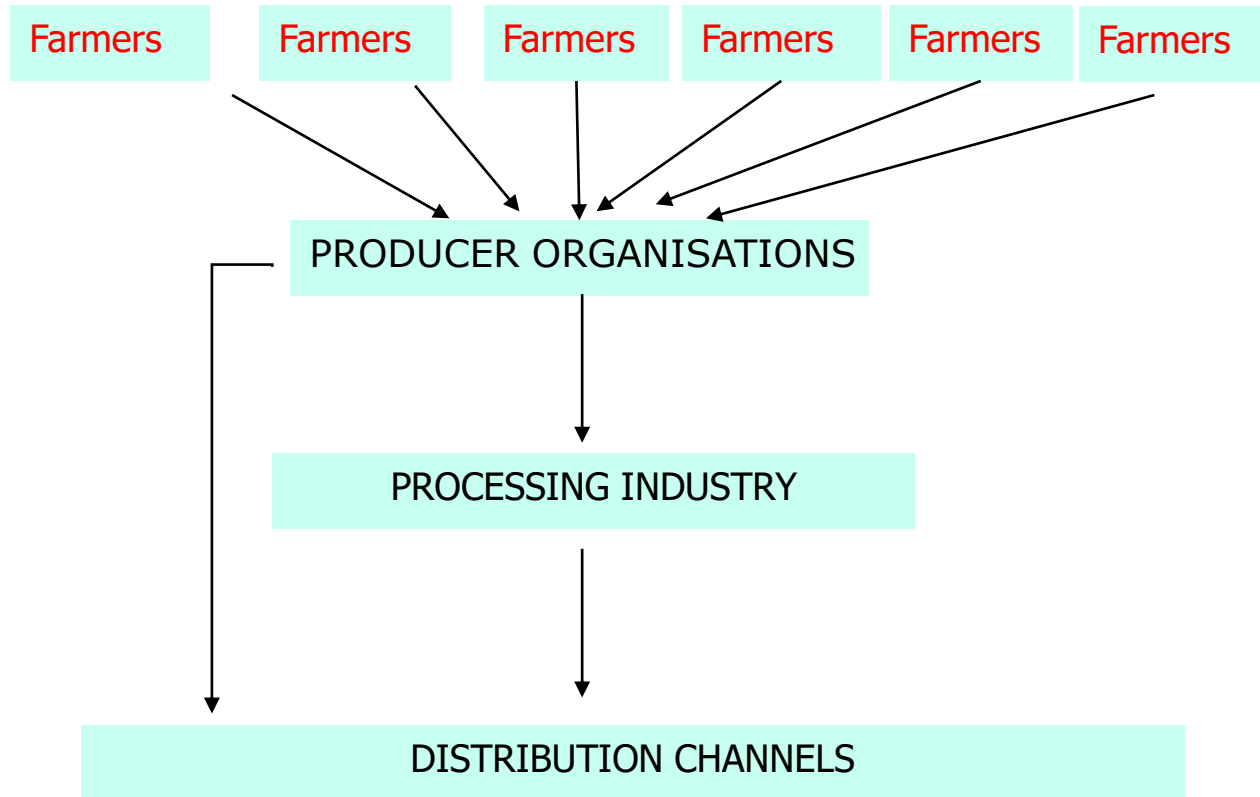 Farmers Farmers Farmers Farmers Farmers Farmers
PRODUCER ORGANISATIONS
PROCESSING INDUSTRY
DISTRIBUTION CHANNELS